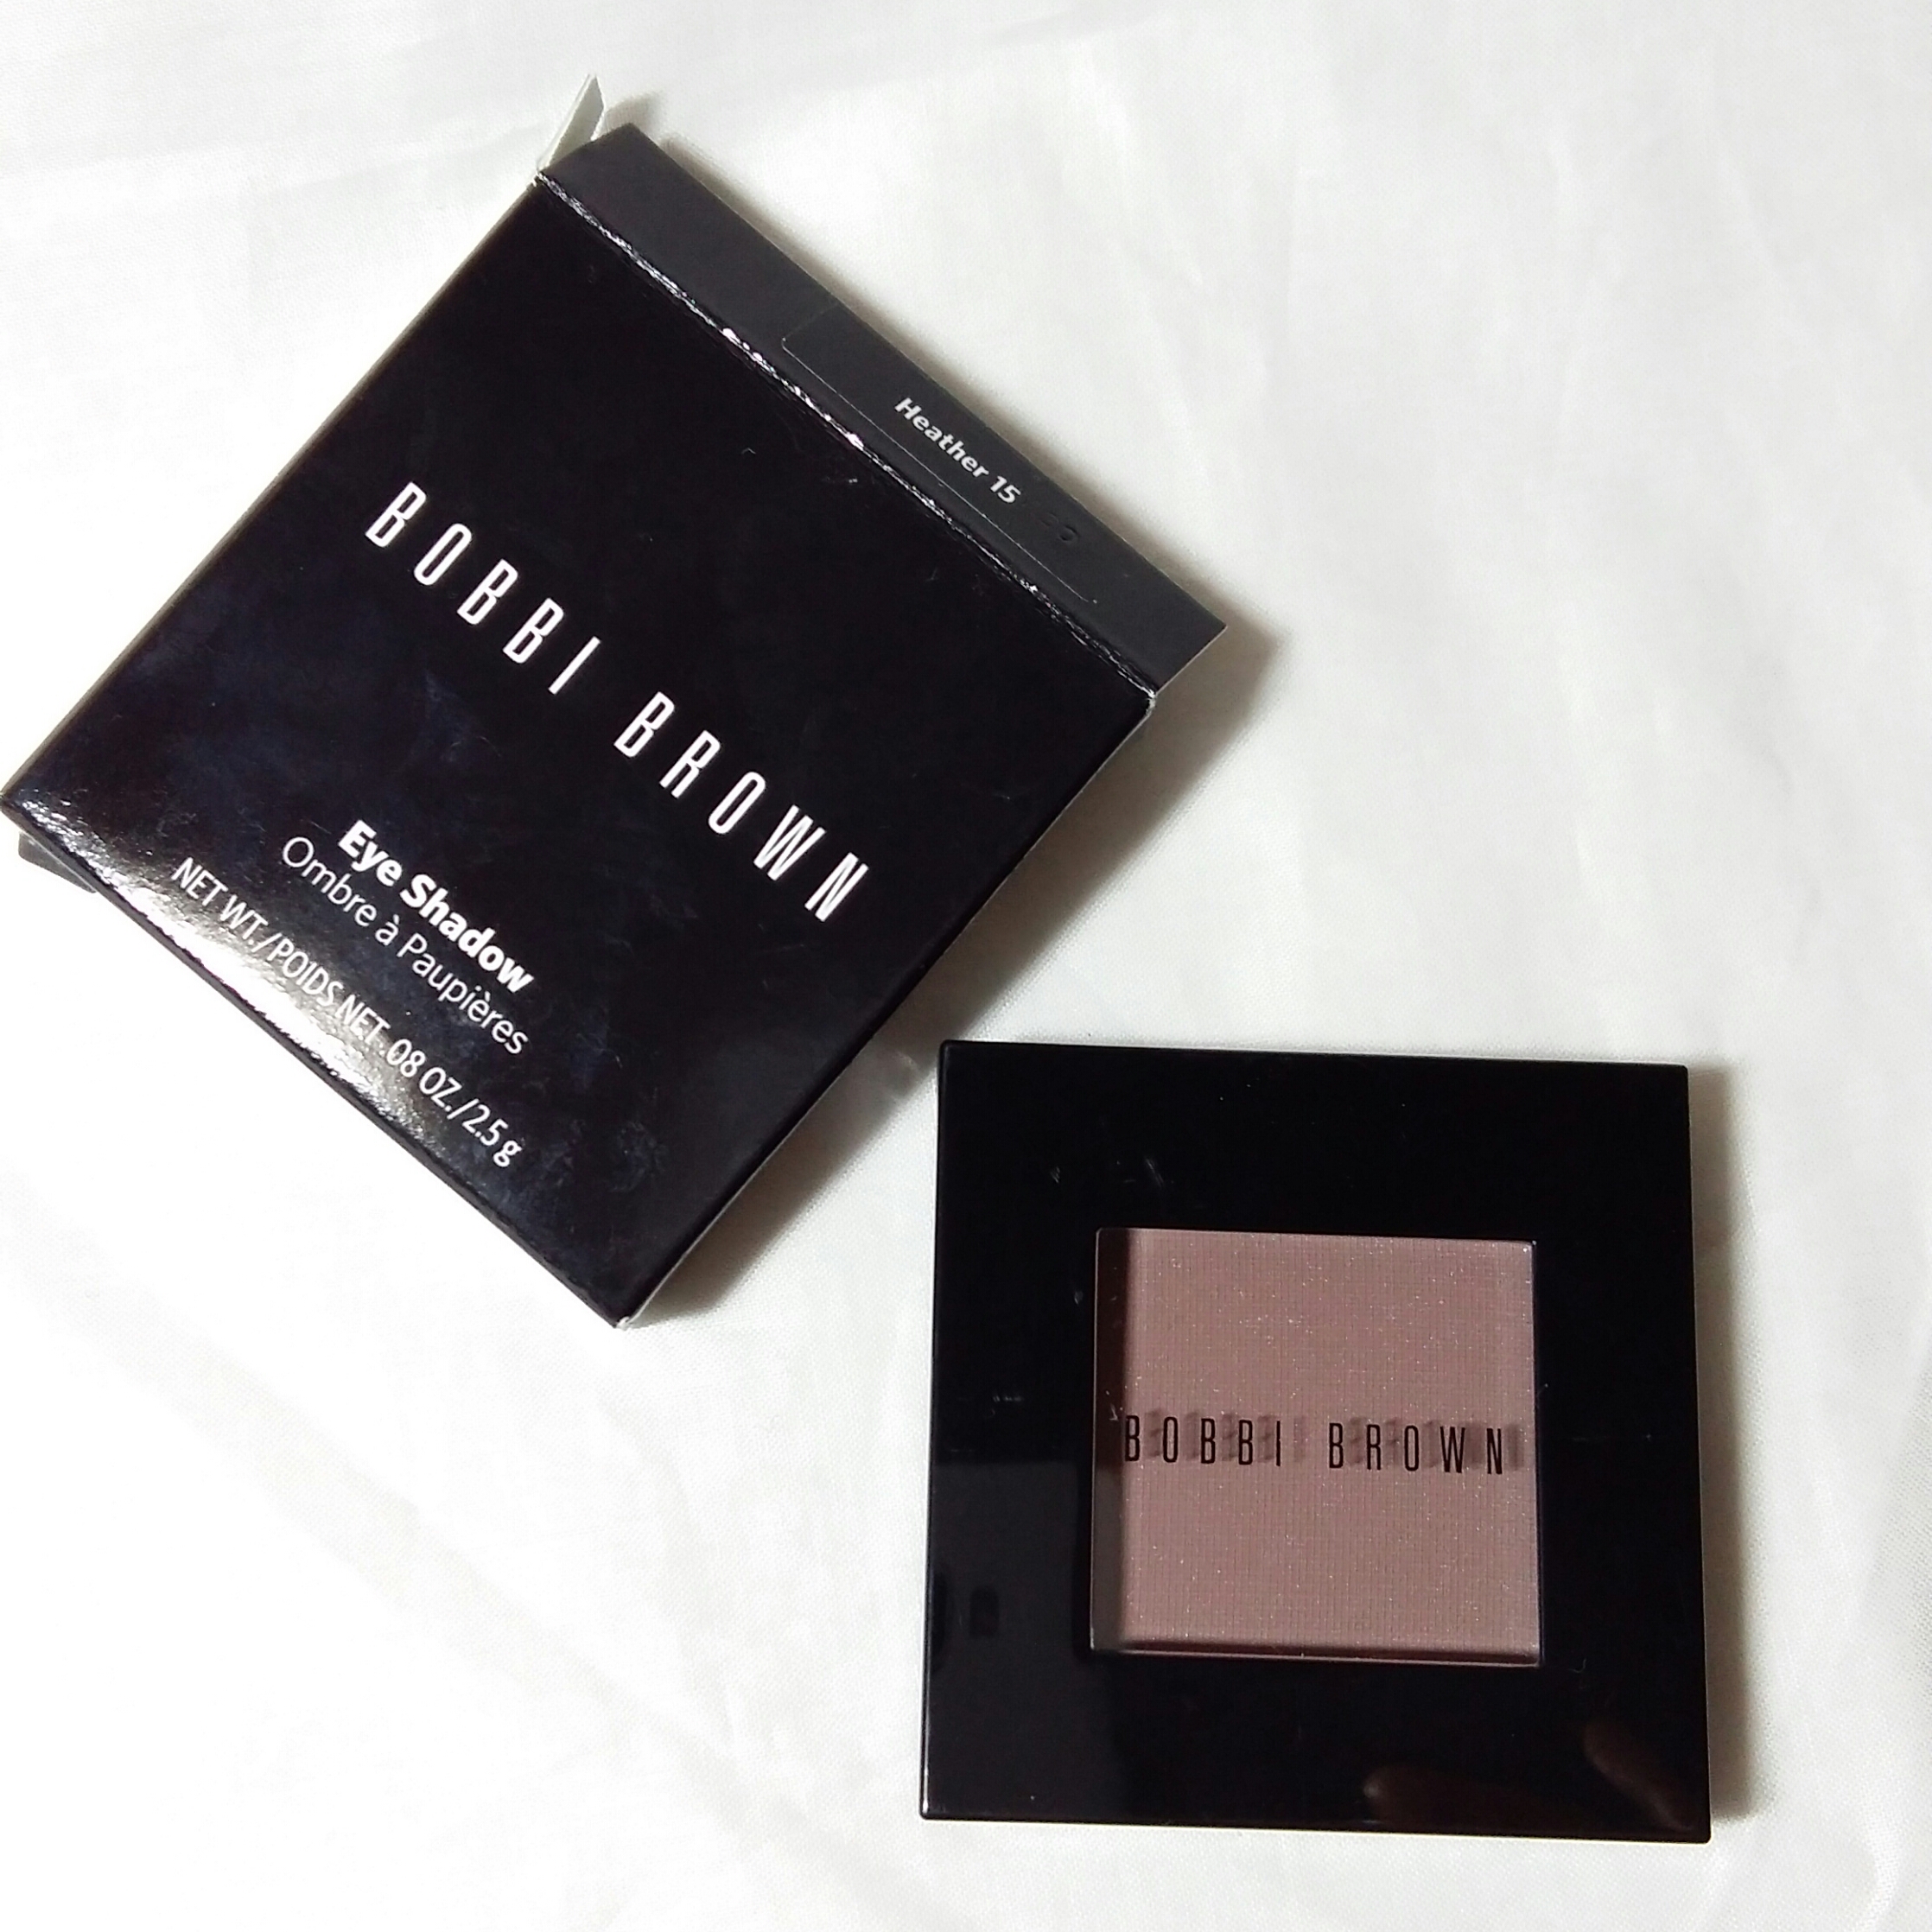 Heather 15
BOBBI BROWN
Eye Shadow
Ombre à Paupières
NET WT./POIDS NET .08 OZ./2.5 g
BOBBI BROWN